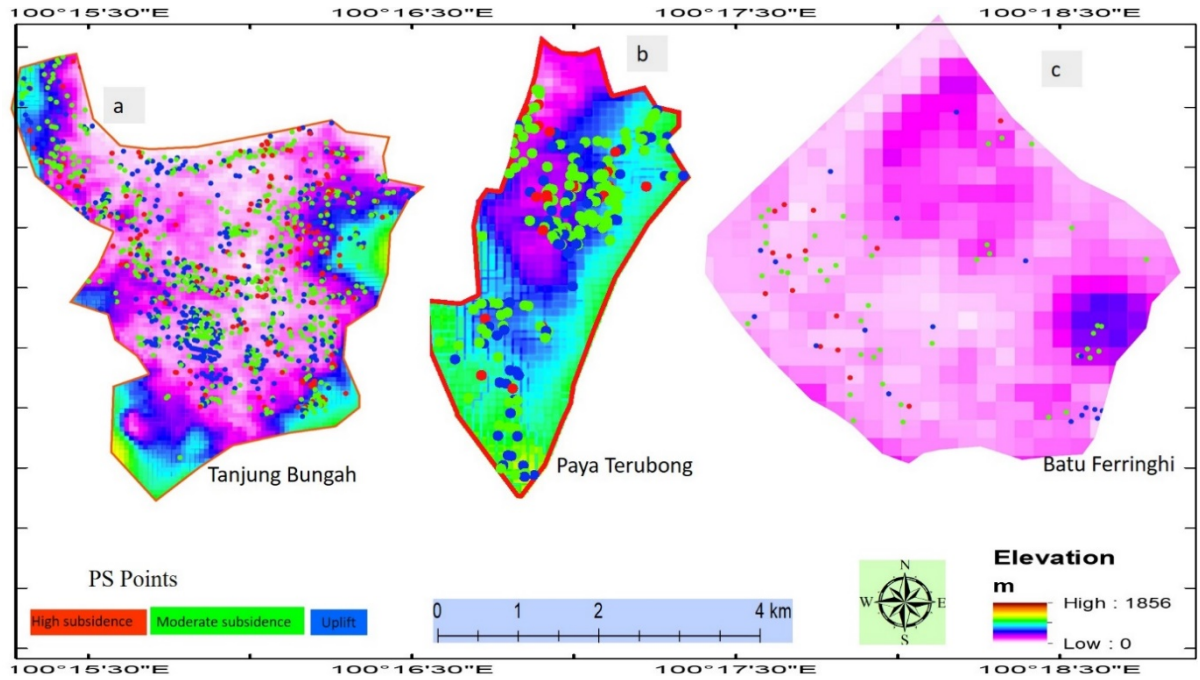 100°15'30"E 100°16'30"E 100°17'30"E 100°18'30"E
a
b
c
Tanjung Bungah
Paya Terubong
Batu Ferringhi
PS Points
High subsidence Moderate subsidence Uplift
0 1 2 4 km
N
W E
S
Elevation
m
High : 1856
Low : 0
100°15'30"E 100°16'30"E 100°17'30"E 100°18'30"E